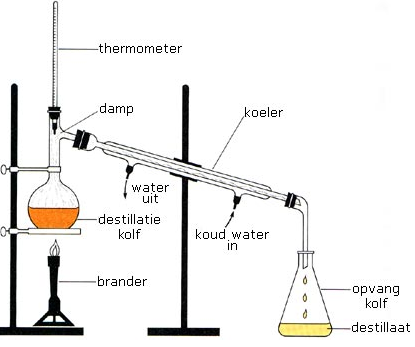 thermometer
damp
koeler
water
uit
destillatie
kolf
koud water
in
brander
opvang
kolf
destillaat